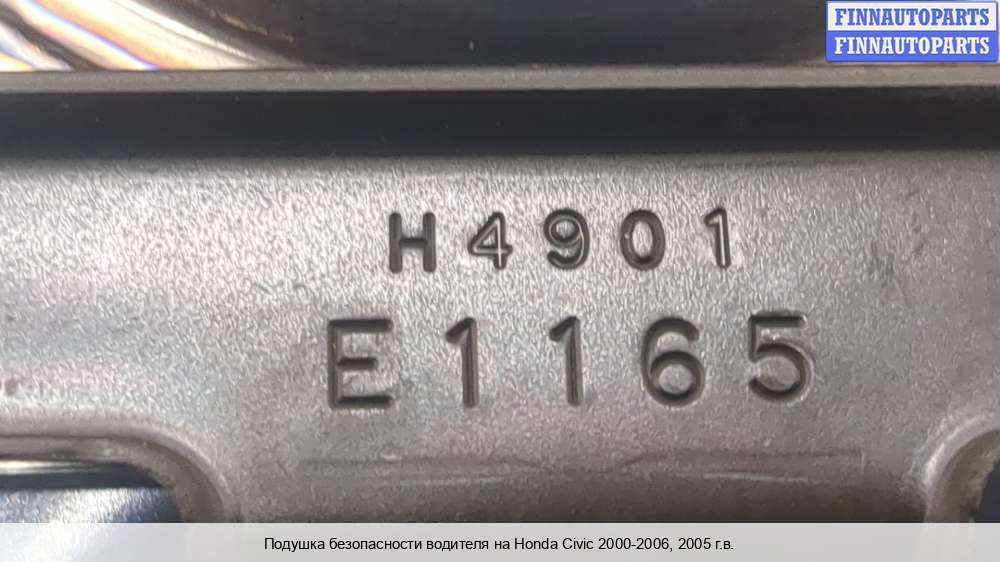 FINNAUTOPARTS
FINNAUTOPARTS
H4901
E1165
Подушка безопасности водителя на Honda Civic 2000-2006, 2005 г.в.